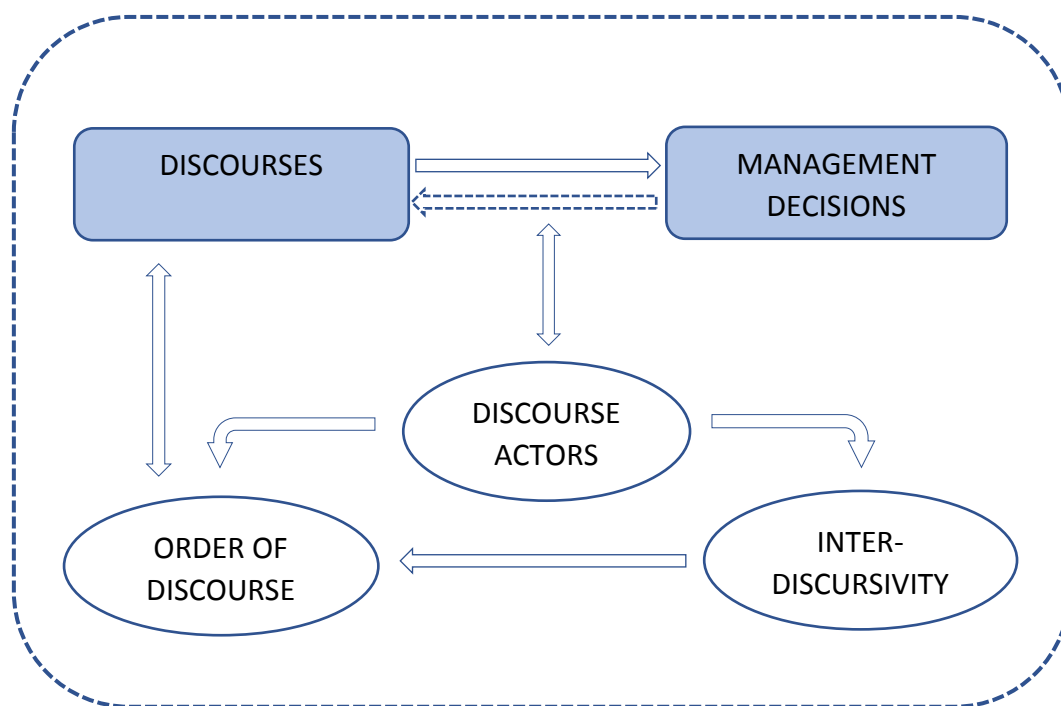 DISCOURSES
MANAGEMENT
DECISIONS
DISCOURSE
ACTORS
ORDER OF
DISCOURSE
INTER-
DISCURSIVITY